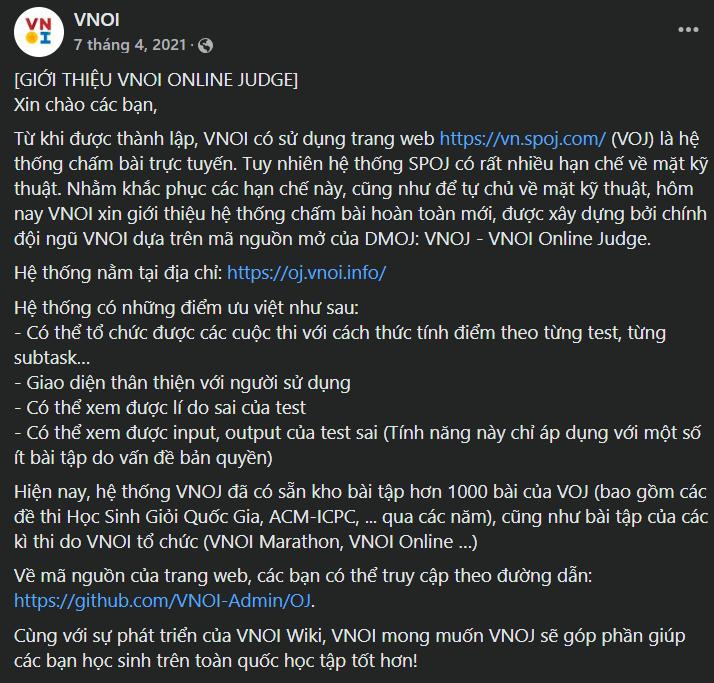 VNOI
VNOI
7 tháng 4, 2021 ·
[GIỚI THIỆU VNOI ONLINE JUDGE]
Xin chào các bạn,
Từ khi được thành lập, VNOI có sử dụng trang web https://vn.spoj.com/ (VOJ) là hệ
thống chấm bài trực tuyến. Tuy nhiên hệ thống SPOJ có rất nhiều hạn chế về mặt kỹ
thuật. Nhằm khắc phục các hạn chế này, cũng như để tự chủ về mặt kỹ thuật, hôm
nay VNOI xin giới thiệu hệ thống chấm bài hoàn toàn mới, được xây dựng bởi chính
đội ngũ VNOI dựa trên mã nguồn mở của DMOJ: VNOJ - VNOI Online Judge.
Hệ thống nằm tại địa chỉ: https://oj.vnoi.info/
Hệ thống có những điểm ưu việt như sau:
- Có thể tổ chức được các cuộc thi với cách thức tính điểm theo từng test, từng
subtask...
- Giao diện thân thiện với người sử dụng
- Có thể xem được lí do sai của test
- Có thể xem được input, output của test sai (Tính năng này chỉ áp dụng với một số
ít bài tập do vấn đề bản quyền)
Hiện nay, hệ thống VNOJ đã có sẵn kho bài tập hơn 1000 bài của VOJ (bao gồm các
đề thi Học Sinh Giỏi Quốc Gia, ACM-ICPC, ... qua các năm), cũng như bài tập của các
kì thi do VNOI tổ chức (VNOI Marathon, VNOI Online ...)
Về mã nguồn của trang web, các bạn có thể truy cập theo đường dẫn:
https://github.com/VNOI-Admin/OJ.
Cùng với sự phát triển của VNOI Wiki, VNOI mong muốn VNOJ sẽ góp phần giúp
các bạn học sinh trên toàn quốc học tập tốt hơn!